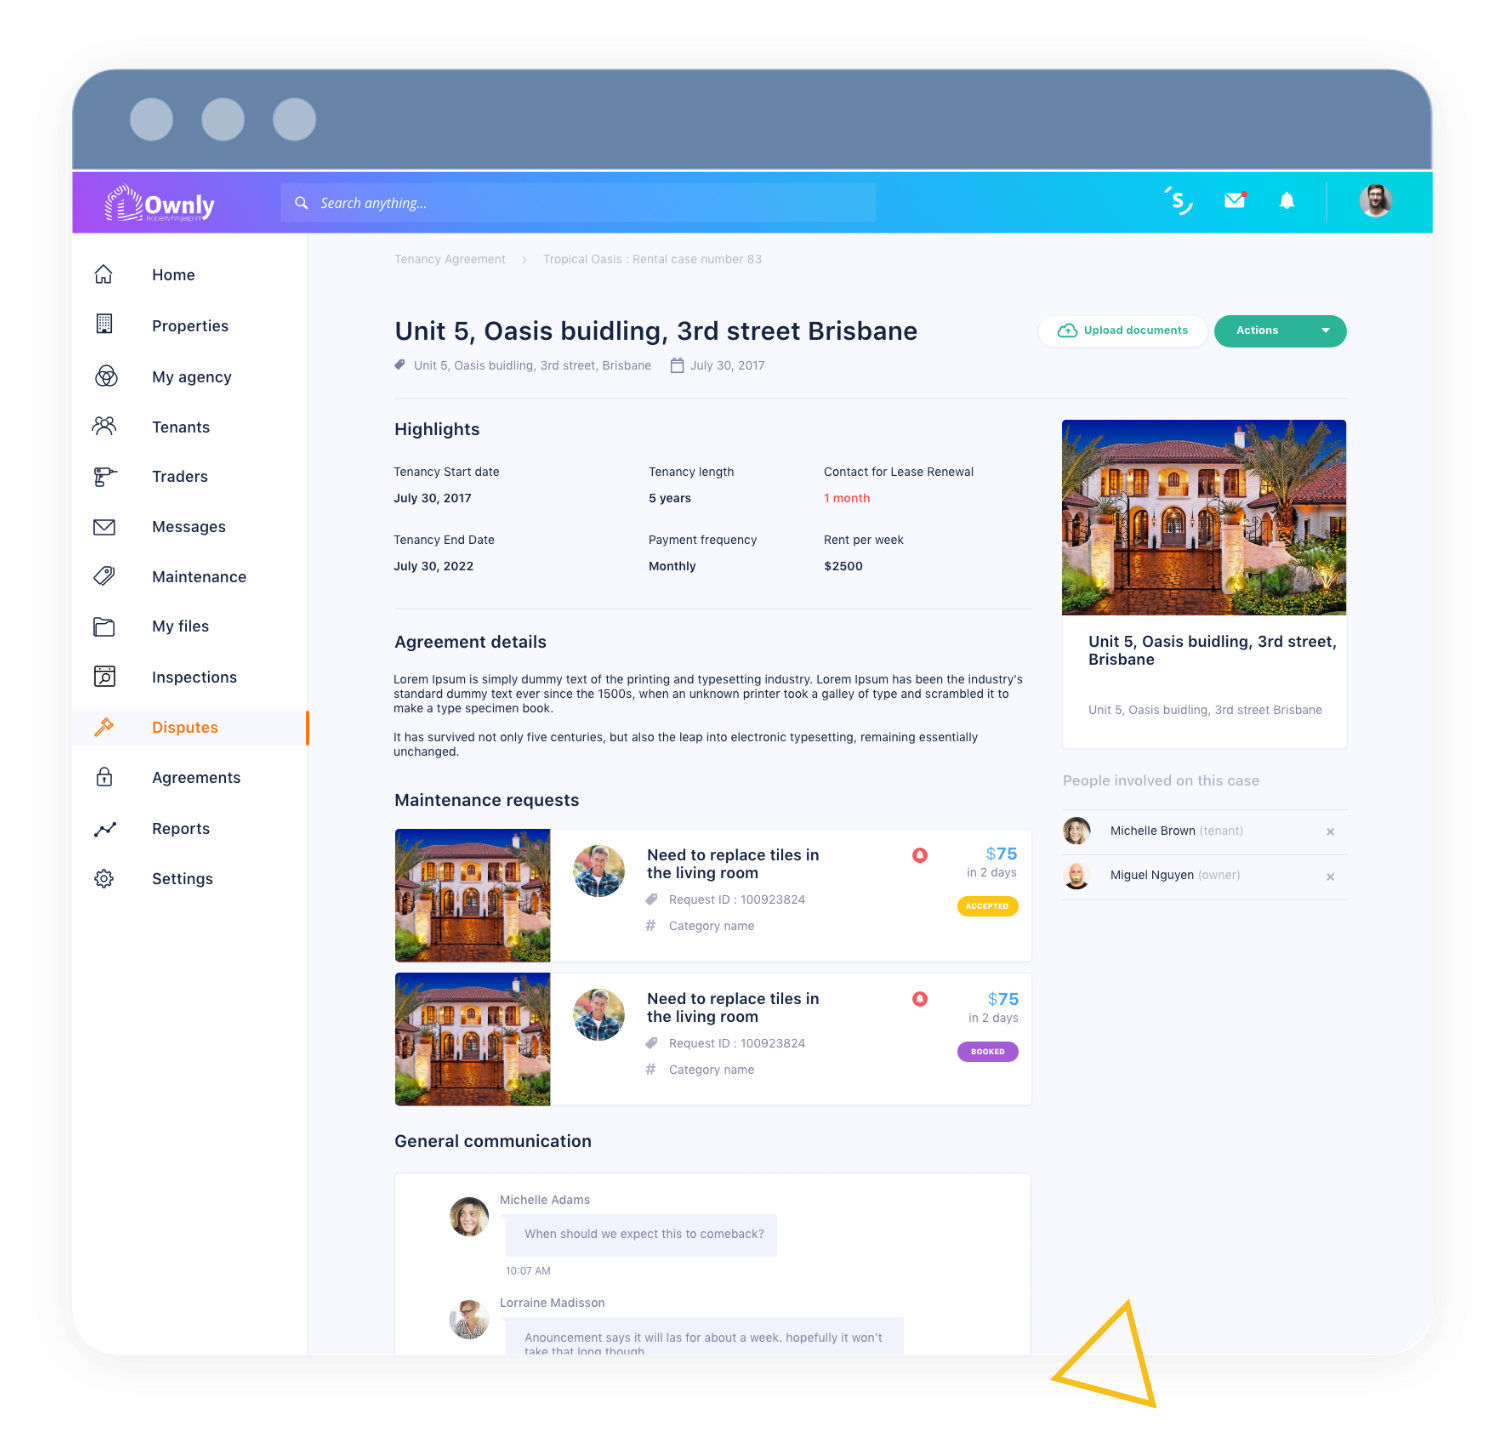 Ownly
Search anything...
Home
Properties
My agency
Tenants
Traders
Messages
Maintenance
My files
Inspections
Disputes
Agreements
Reports
Settings
Tenancy Agreement > Tropical Oasis : Rental case number 83
Unit 5, Oasis buidling, 3rd street Brisbane
Upload documents
Actions
Unit 5, Oasis buidling, 3rd street, Brisbane
July 30, 2017
Highlights
Tenancy Start date
July 30, 2017
Tenancy length
5 years
Contact for Lease Renewal
1 month
Tenancy End Date
July 30, 2022
Payment frequency
Monthly
Rent per week
$2500
Agreement details
Lorem Ipsum is simply dummy text of the printing and typesetting industry. Lorem Ipsum has been the industry's
standard dummy text ever since the 1500s, when an unknown printer took a galley of type and scrambled it to
make a type specimen book.
It has survived not only five centuries, but also the leap into electronic typesetting, remaining essentially
unchanged.
Maintenance requests
Need to replace tiles in
the living room
Request ID : 100923824
# Category name
$75
in 2 days
ACCEPTED
Need to replace tiles in
the living room
Request ID : 100923824
# Category name
$75
in 2 days
BOOKED
General communication
Michelle Adams
When should we expect this to comeback?
10:07 AM
Lorraine Madisson
Anouncement says it will las for about a week. hopefully it won't
take that long though
Unit 5, Oasis buidling, 3rd street,
Brisbane
Unit 5, Oasis buidling, 3rd street Brisbane
People involved on this case
Michelle Brown (tenant)
Miguel Nguyen (owner)